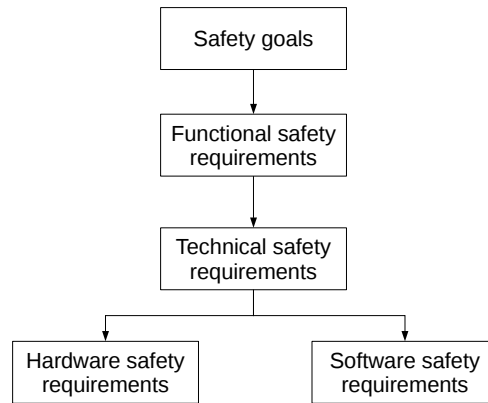 Safety goals
Functional safety
requirements
Technical safety
requirements
Hardware safety
requirements
Software safety
requirements